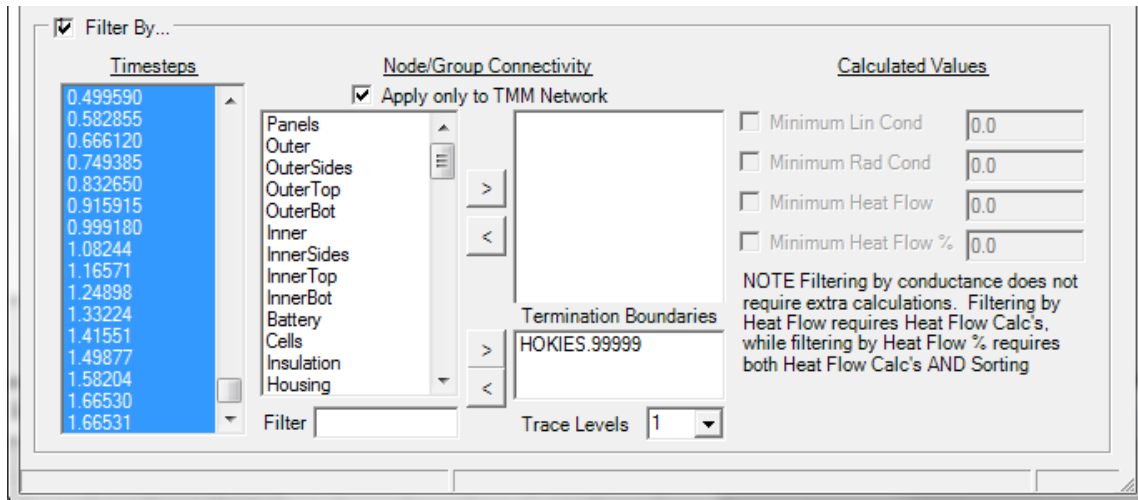 Filter By...
Timesteps
0.499590
0.582855
0.666120
0.749385
0.832650
0.915915
0.999180
1.08244
1.16571
1.24898
1.33224
1.41551
1.49877
1.58204
1.66530
1.66531
Node/Group Connectivity
Apply only to TMM Network
Panels
Outer
OuterSides
OuterTop
OuterBot
Inner
InnerSides
InnerTop
InnerBot
Battery
Cells
Insulation
Housing
Filter
>
<
Termination Boundaries
>
<
HOKIES.99999
Trace Levels 1
Calculated Values
Minimum Lin Cond 0.0
Minimum Rad Cond 0.0
Minimum Heat Flow 0.0
Minimum Heat Flow % 0.0
NOTE Filtering by conductance does not
require extra calculations. Filtering by
Heat Flow requires Heat Flow Calc's,
while filtering by Heat Flow % requires
both Heat Flow Calc's AND Sorting